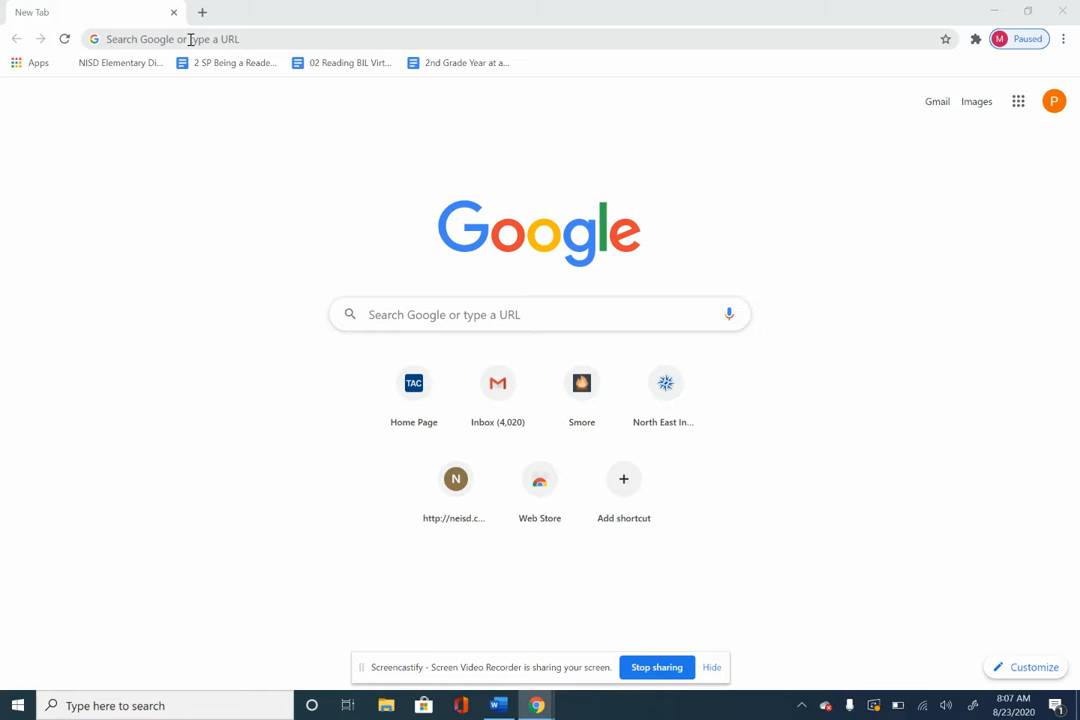 New Tab
Search Google or type a URL
Paused
M
Apps
NISD Elementary Di...
2 SP Being a Reade...
02 Reading BIL Virt...
2nd Grade Year at a...
Gmail
Images
P
Google
Search Google or type a URL
TAC
Home Page
Inbox (4,020)
Smore
North East In...
N
http://neisd.c...
Web Store
Add shortcut
Screencastify - Screen Video Recorder is sharing your screen.
Stop sharing
Hide
Customize
Type here to search
8:07 AM
8/23/2020